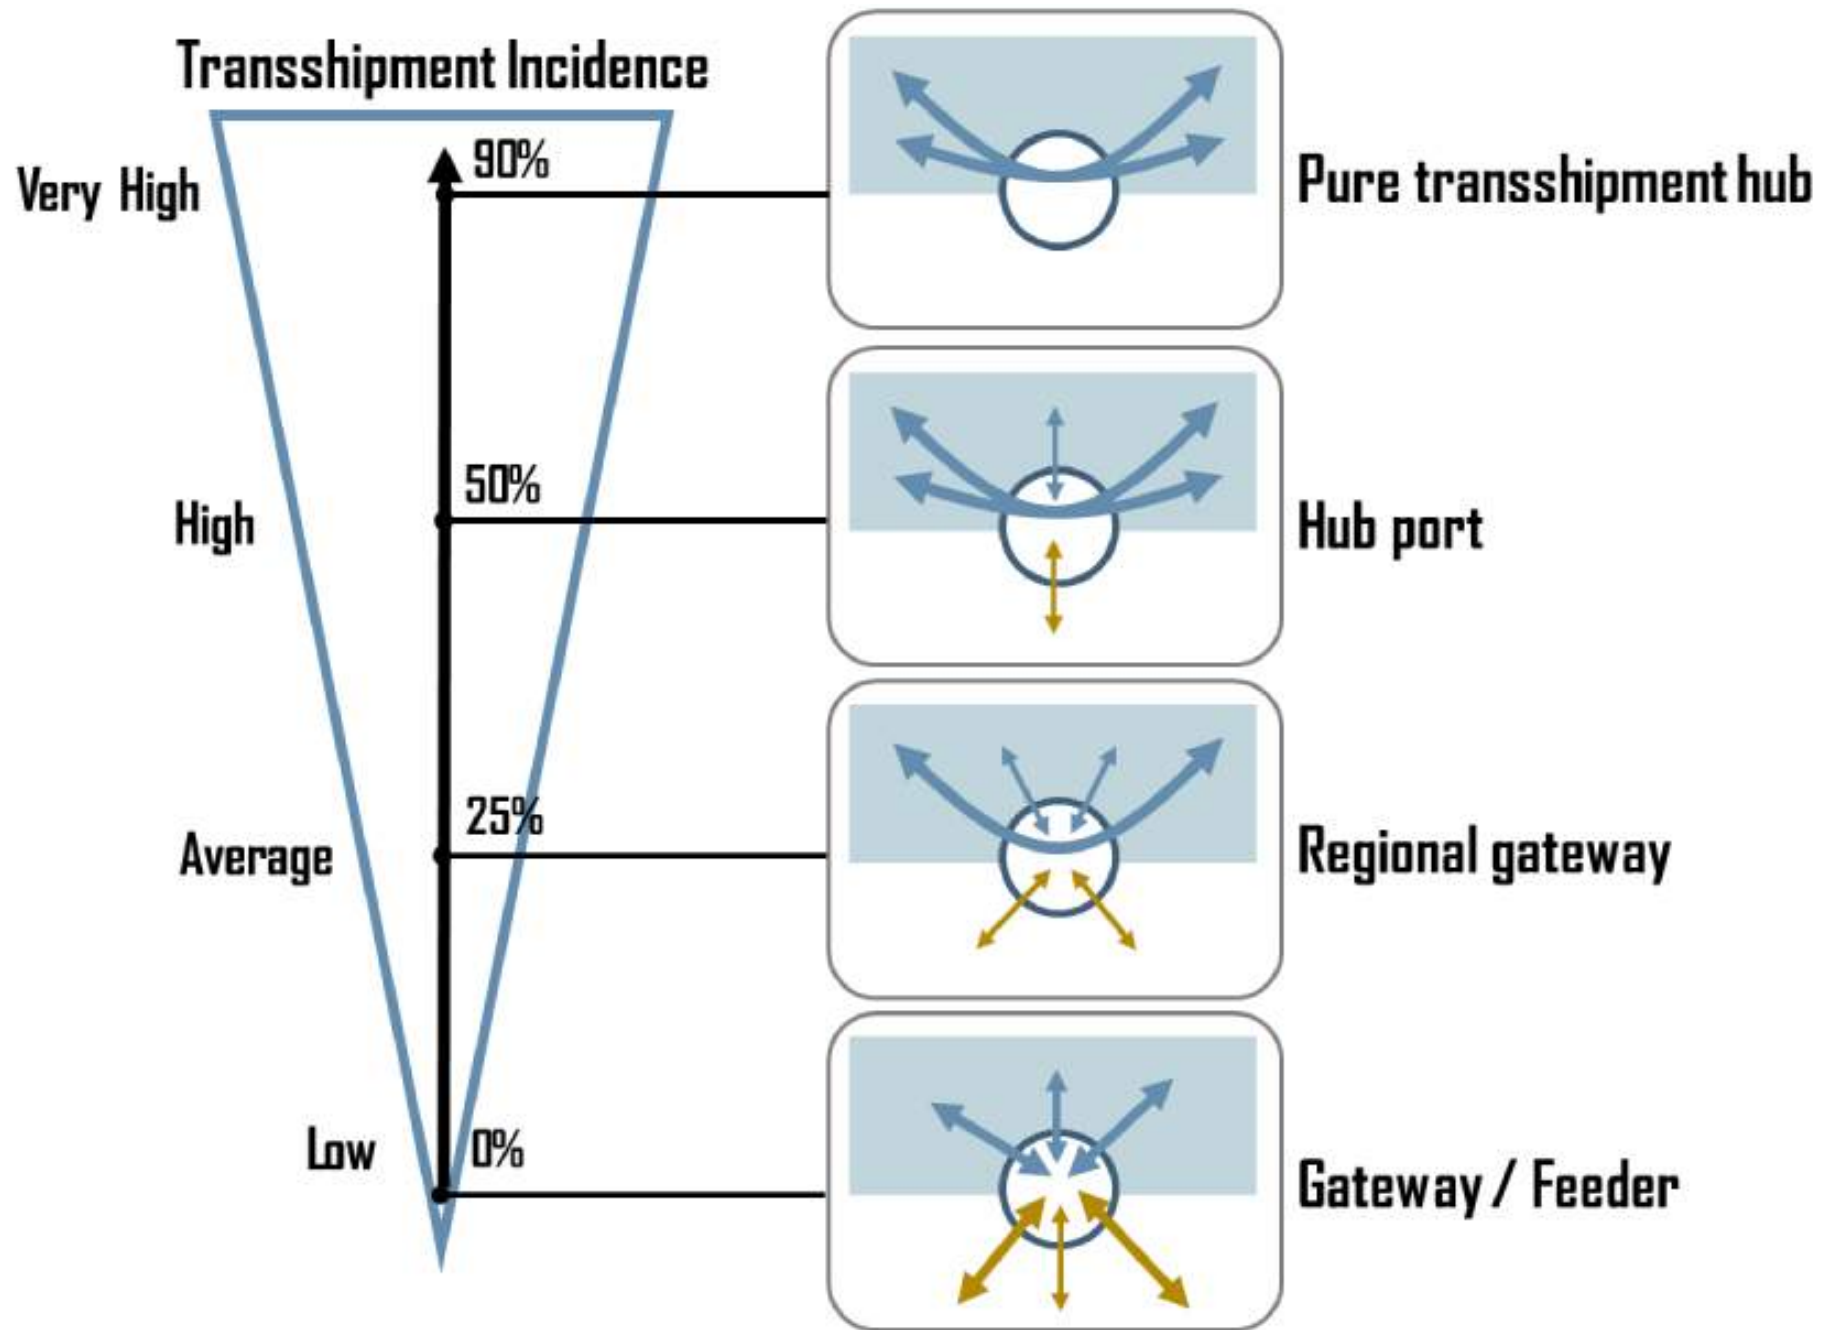 Transshipment Incidence
Very High
90%
Pure transshipment hub
High
50%
Hub port
Average
25%
Regional gateway
Low
0%
Gateway / Feeder